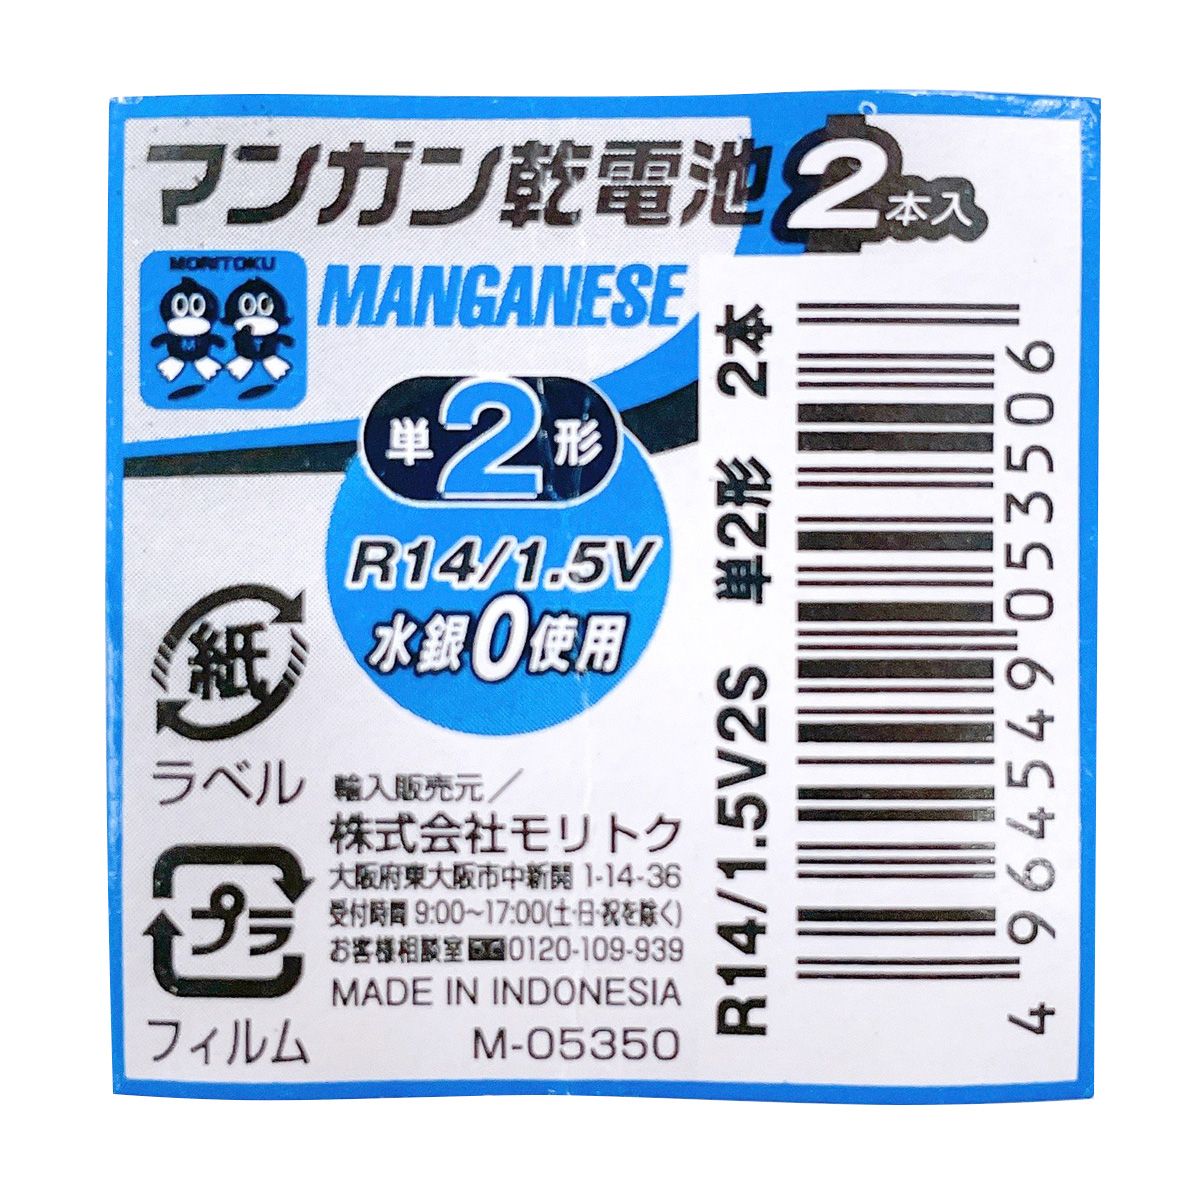 マンガン乾電池2本入
MORITOKU
M T
MANGANESE
単2形
R14/1.5V
水銀0使用
紙
ラベル
プラ
フィルム
輸入販売元/
株式会社モリトク
大阪府東大阪市中新開 1-14-36
受付時間 9:00〜17:00(土・日・祝を除く)
お客様相談室 0120-109-939
MADE IN INDONESIA
M-05350
R14/1.5V2S 単2形 2本
4964549053506